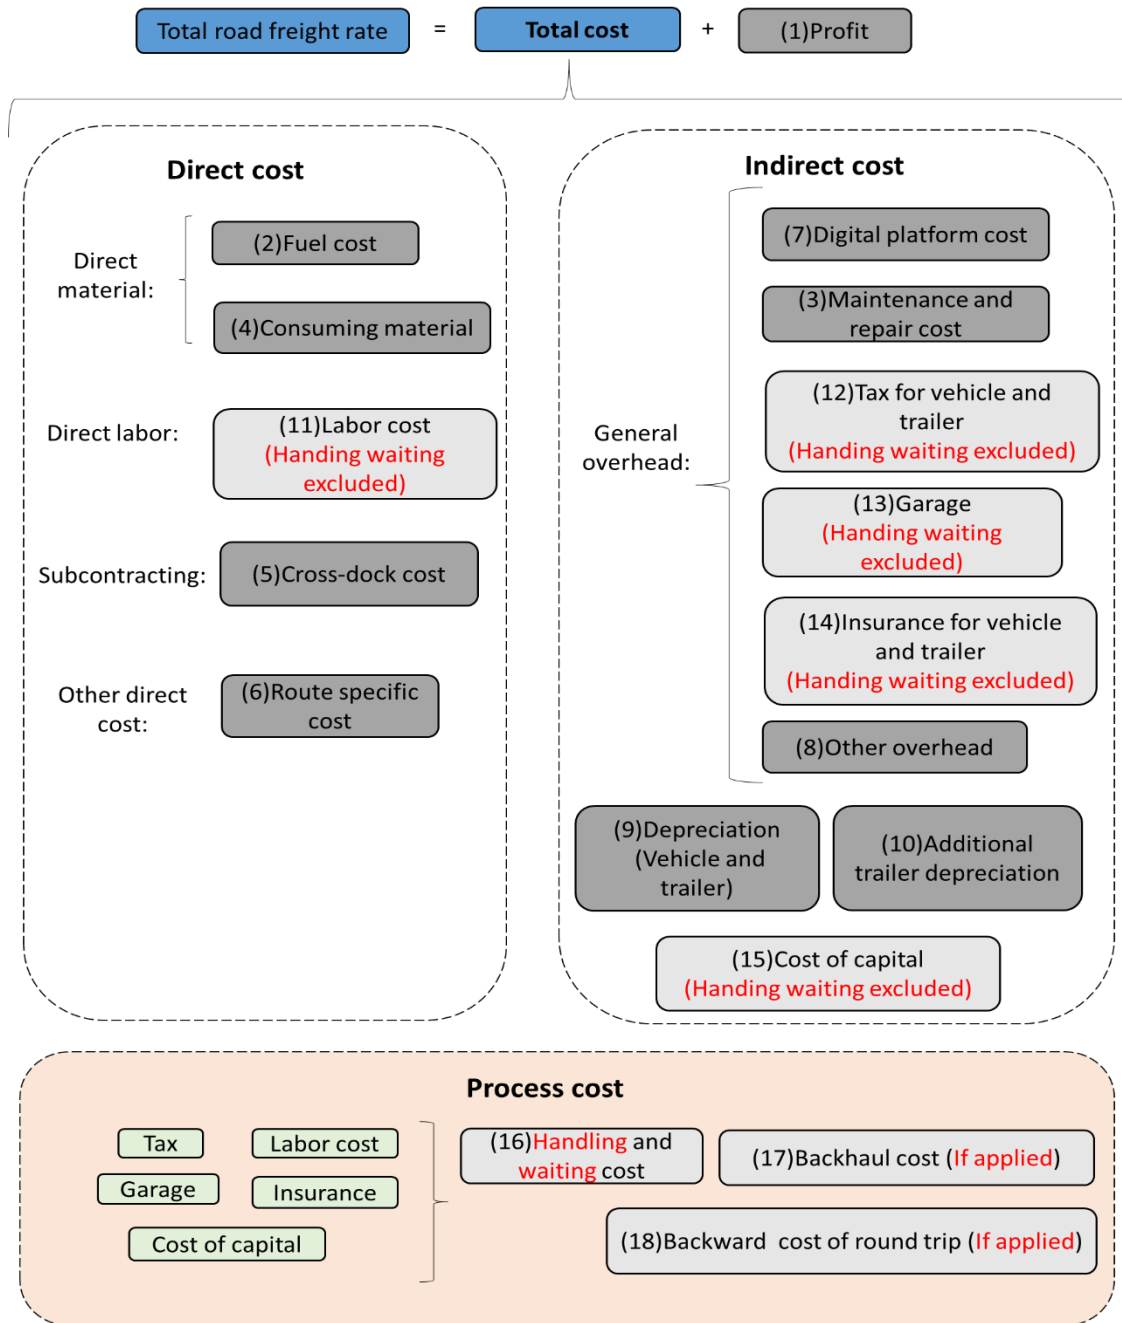 Total road freight rate = Total cost + (1)Profit
Direct cost
Direct
material:
(2)Fuel cost
(4)Consuming material
Direct labor:
(11)Labor cost
(Handing waiting
excluded)
Subcontracting:
(5)Cross-dock cost
Other direct
cost:
(6)Route specific
cost
Indirect cost
General
overhead:
(7)Digital platform cost
(3)Maintenance and
repair cost
(12)Tax for vehicle and
trailer
(Handing waiting excluded)
(13)Garage
(Handing waiting
excluded)
(14)Insurance for vehicle
and trailer
(Handing waiting excluded)
(8)Other overhead
(9)Depreciation
(Vehicle and
trailer)
(10)Additional
trailer depreciation
(15)Cost of capital
(Handing waiting excluded)
Process cost
Tax
Labor cost
Garage
Insurance
Cost of capital
(16)Handling and
waiting cost
(17)Backhaul cost (If applied)
(18)Backward cost of round trip (If applied)